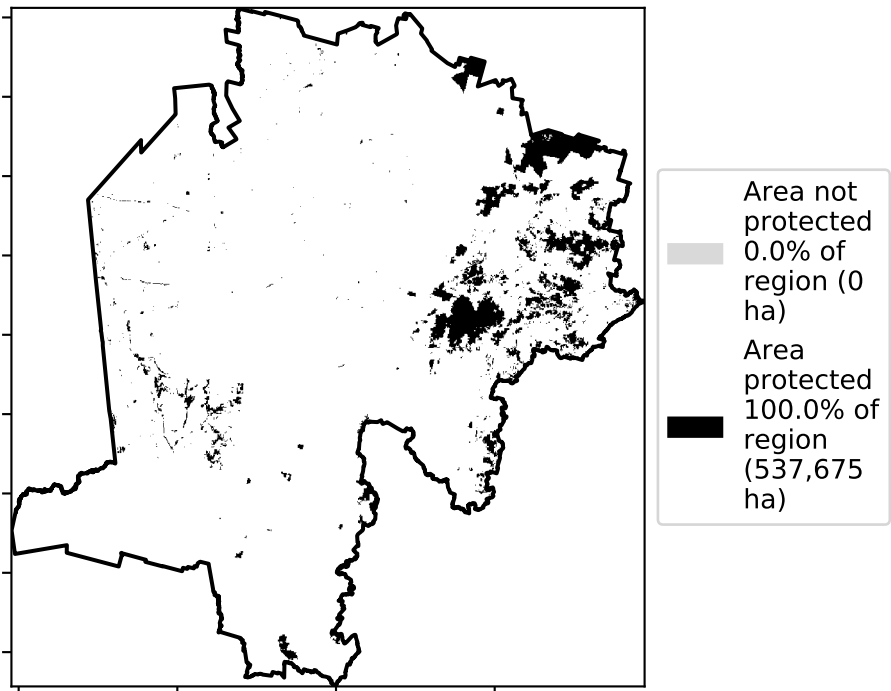 Area not
protected
0.0% of
region (0
ha)
Area
protected
100.0% of
region
(537,675
ha)